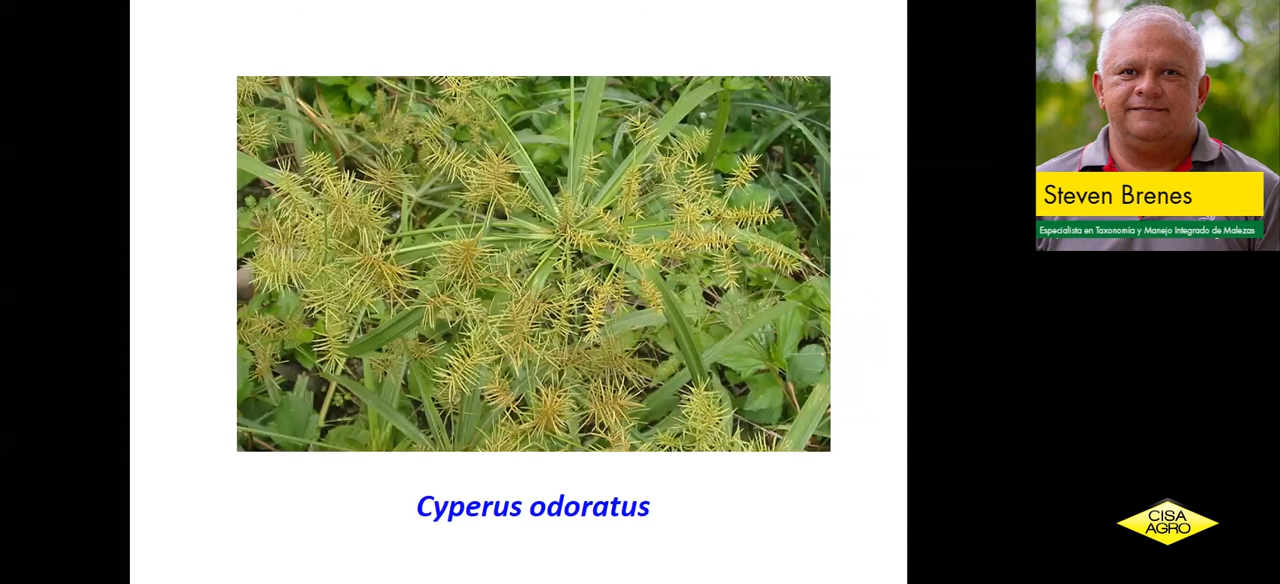 Steven Brenes
Especialista en Taxonomía y Manejo Integrado de Malezas
Cyperus odoratus
CISA
AGRO